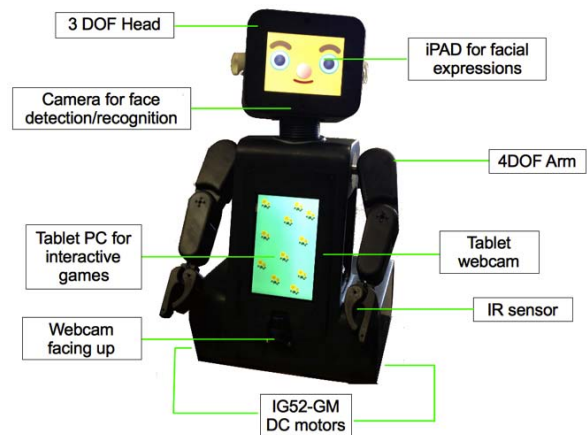 3 DOF Head
iPAD for facial
expressions
Camera for face
detection/recognition
4DOF Arm
Tablet PC for
interactive
games
Tablet
webcam
IR sensor
Webcam
facing up
IG52-GM
DC motors